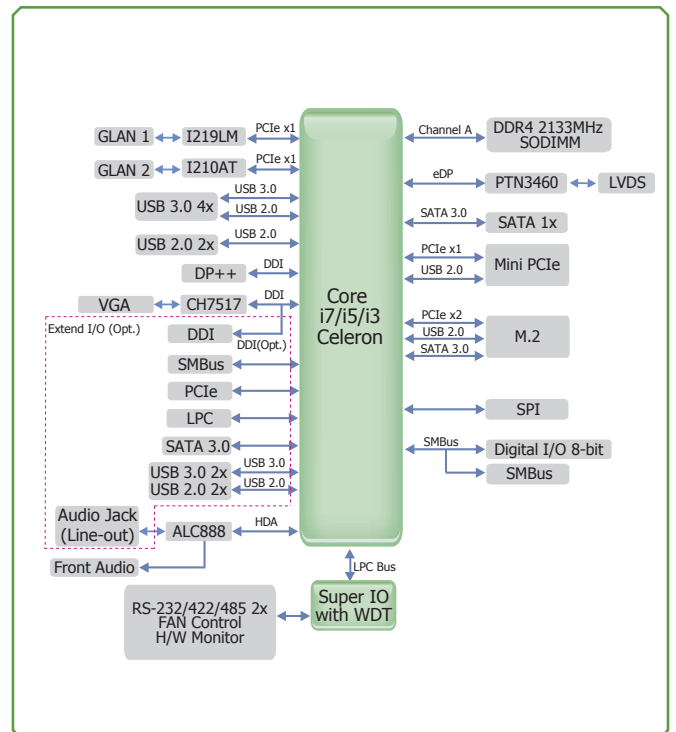 GLAN 1
I219LM
PCIe x1
GLAN 2
I210AT
PCIe x1
USB 3.0 4x
USB 3.0
USB 2.0
USB 2.0 2x
USB 2.0
DP++
DDI
VGA
CH7517
DDI
Extend I/O (Opt.)
DDI
DDI(Opt.)
SMBus
PCIe
LPC
SATA 3.0
USB 3.0 2x
USB 3.0
USB 2.0 2x
USB 2.0
Audio Jack
(Line-out)
ALC888
HDA
Front Audio
Core
i7/i5/i3
Celeron
Channel A
DDR4 2133MHz
SODIMM
eDP
PTN3460
LVDS
SATA 3.0
SATA 1x
PCIe x1
USB 2.0
Mini PCIe
PCIe x2
USB 2.0
SATA 3.0
M.2
SPI
SMBus
Digital I/O 8-bit
SMBus
LPC Bus
Super IO
with WDT
RS-232/422/485 2x
FAN Control
H/W Monitor